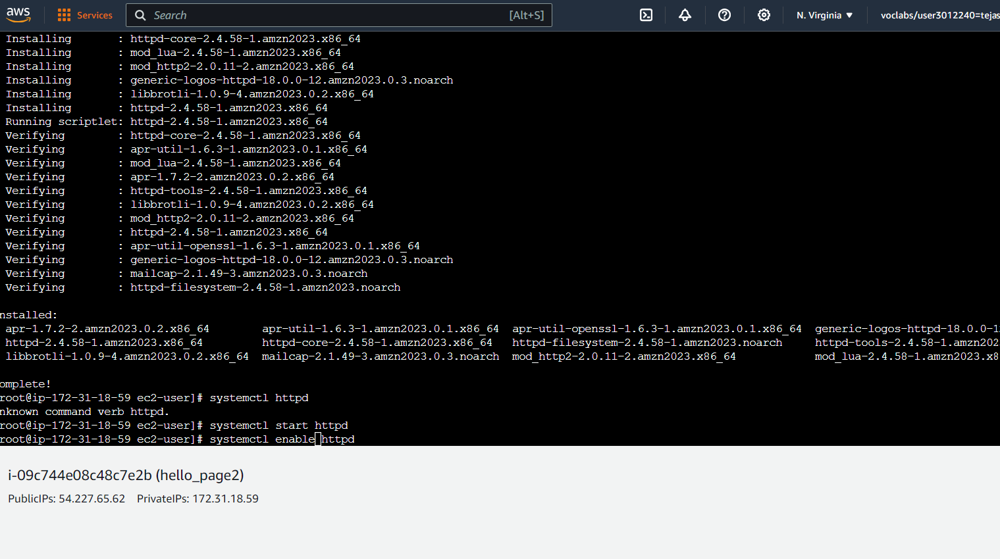 aws
Services
Search
[Alt+S]
N. Virginia
voclabs/user3012240=tejas
Installing       : httpd-core-2.4.58-1.amzn2023.x86_64
Installing       : mod_lua-2.4.58-1.amzn2023.x86_64
Installing       : mod_http2-2.0.11-2.amzn2023.x86_64
Installing       : generic-logos-httpd-18.0.0-12.amzn2023.0.3.noarch
Installing       : libbrotli-1.0.9-4.amzn2023.0.2.x86_64
Installing       : httpd-2.4.58-1.amzn2023.x86_64
Running scriptlet: httpd-2.4.58-1.amzn2023.x86_64
Verifying        : httpd-core-2.4.58-1.amzn2023.x86_64
Verifying        : apr-util-1.6.3-1.amzn2023.0.1.x86_64
Verifying        : mod_lua-2.4.58-1.amzn2023.x86_64
Verifying        : apr-1.7.2-2.amzn2023.0.2.x86_64
Verifying        : httpd-tools-2.4.58-1.amzn2023.x86_64
Verifying        : libbrotli-1.0.9-4.amzn2023.0.2.x86_64
Verifying        : mod_http2-2.0.11-2.amzn2023.x86_64
Verifying        : httpd-2.4.58-1.amzn2023.x86_64
Verifying        : apr-util-openssl-1.6.3-1.amzn2023.0.1.x86_64
Verifying        : generic-logos-httpd-18.0.0-12.amzn2023.0.3.noarch
Verifying        : mailcap-2.1.49-3.amzn2023.0.3.noarch
Verifying        : httpd-filesystem-2.4.58-1.amzn2023.noarch
nstalled:
apr-1.7.2-2.amzn2023.0.2.x86_64        apr-util-1.6.3-1.amzn2023.0.1.x86_64  apr-util-openssl-1.6.3-1.amzn2023.0.1.x86_64  generic-logos-httpd-18.0.0-1
httpd-2.4.58-1.amzn2023.x86_64         httpd-core-2.4.58-1.amzn2023.x86_64   httpd-filesystem-2.4.58-1.amzn2023.noarch     httpd-tools-2.4.58-1.amzn202
libbrotli-1.0.9-4.amzn2023.0.2.x86_64  mailcap-2.1.49-3.amzn2023.0.3.noarch  mod_http2-2.0.11-2.amzn2023.x86_64            mod_lua-2.4.58-1.amzn2023.x8
omplete!
root@ip-172-31-18-59 ec2-user]# systemctl httpd
nknown command verb httpd.
root@ip-172-31-18-59 ec2-user]# systemctl start httpd
root@ip-172-31-18-59 ec2-user]# systemctl enable httpd
i-09c744e08c48c7e2b (hello_page2)
PublicIPs: 54.227.65.62    PrivateIPs: 172.31.18.59